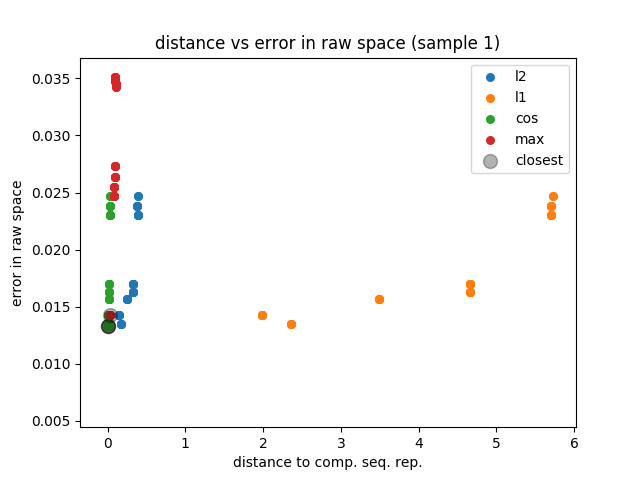 distance vs error in raw space (sample 1)
l2
l1
cos
max
closest
error in raw space
0.035
0.030
0.025
0.020
0.015
0.010
0.005
0 1 2 3 4 5 6
distance to comp. seq. rep.